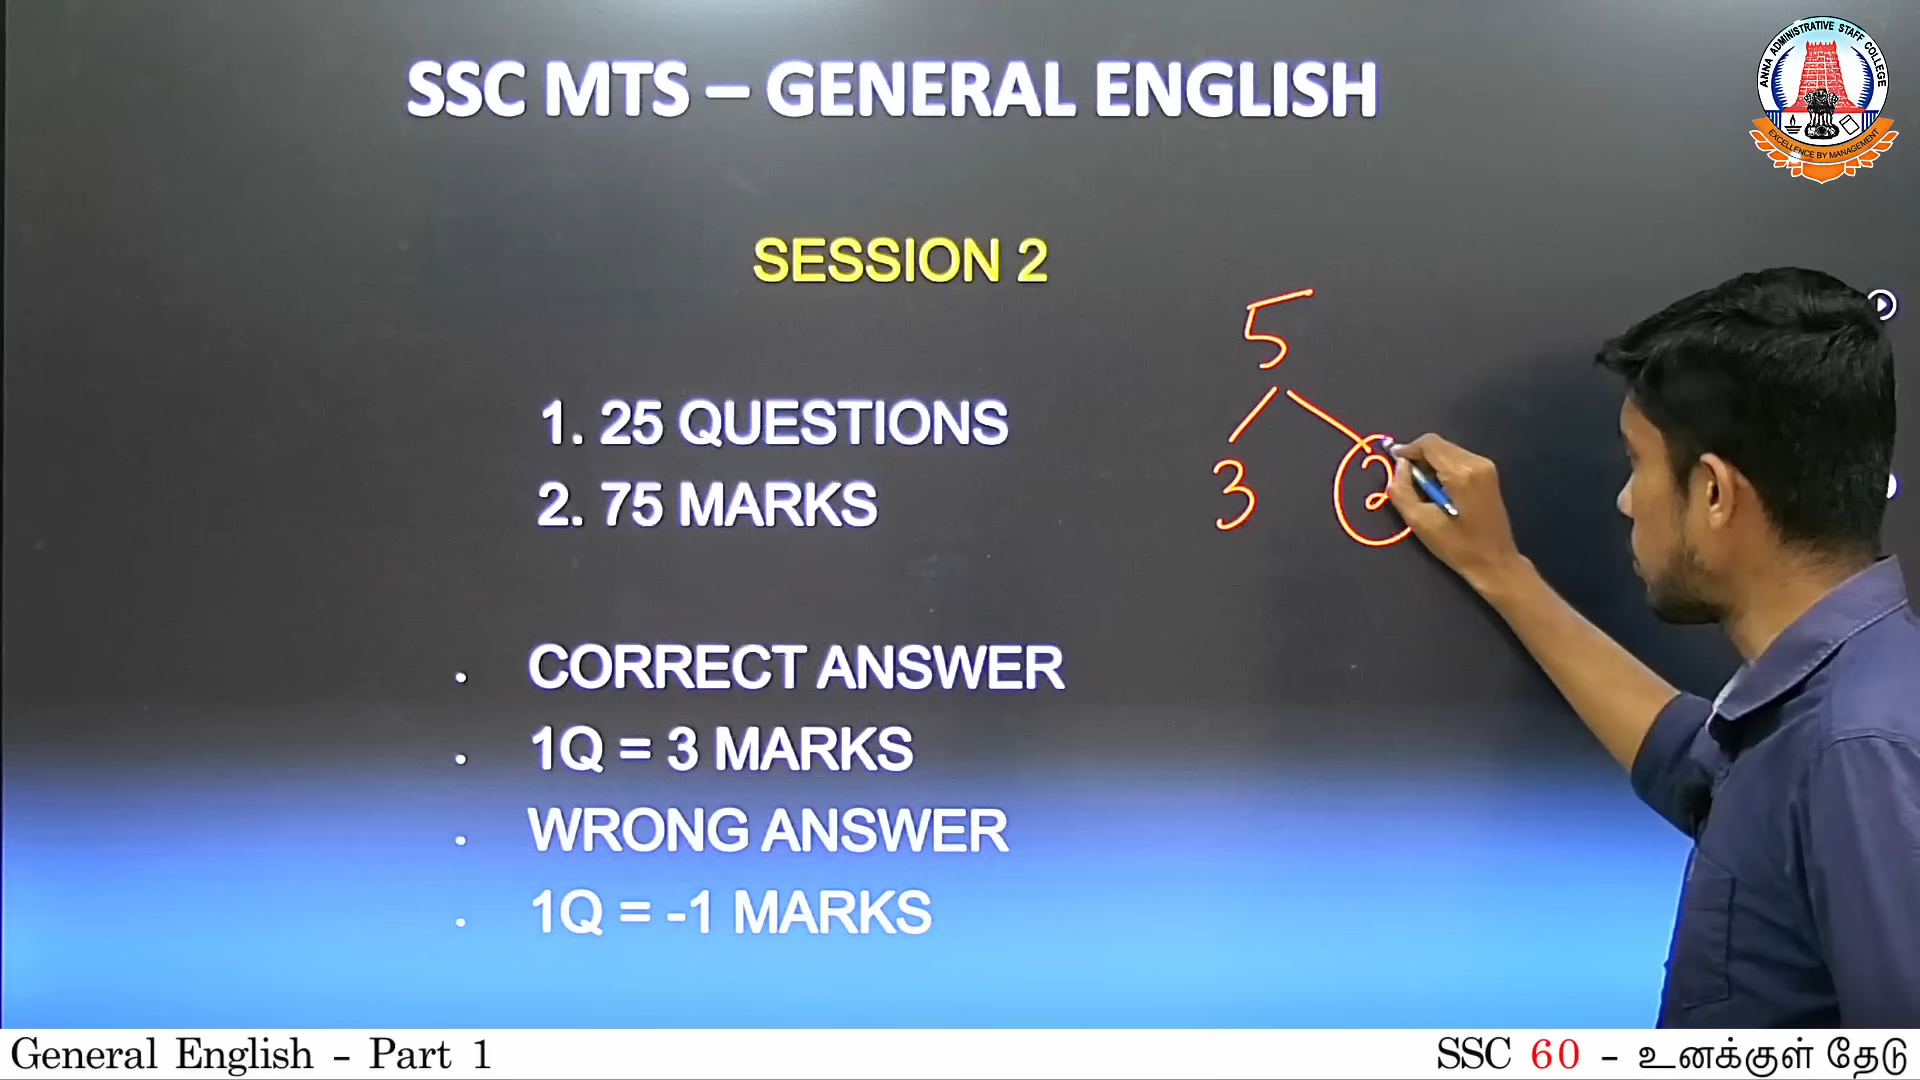 SSC MTS – GENERAL ENGLISH
ANNA ADMINISTRATIVE STAFF COLLEGE
EXCELLENCE BY MANAGEMENT
SESSION 2
5
3 2
1. 25 QUESTIONS
2. 75 MARKS
• CORRECT ANSWER
• 1Q = 3 MARKS
• WRONG ANSWER
• 1Q = -1 MARKS
General English - Part 1
SSC 60 - உனக்குள் தேடு